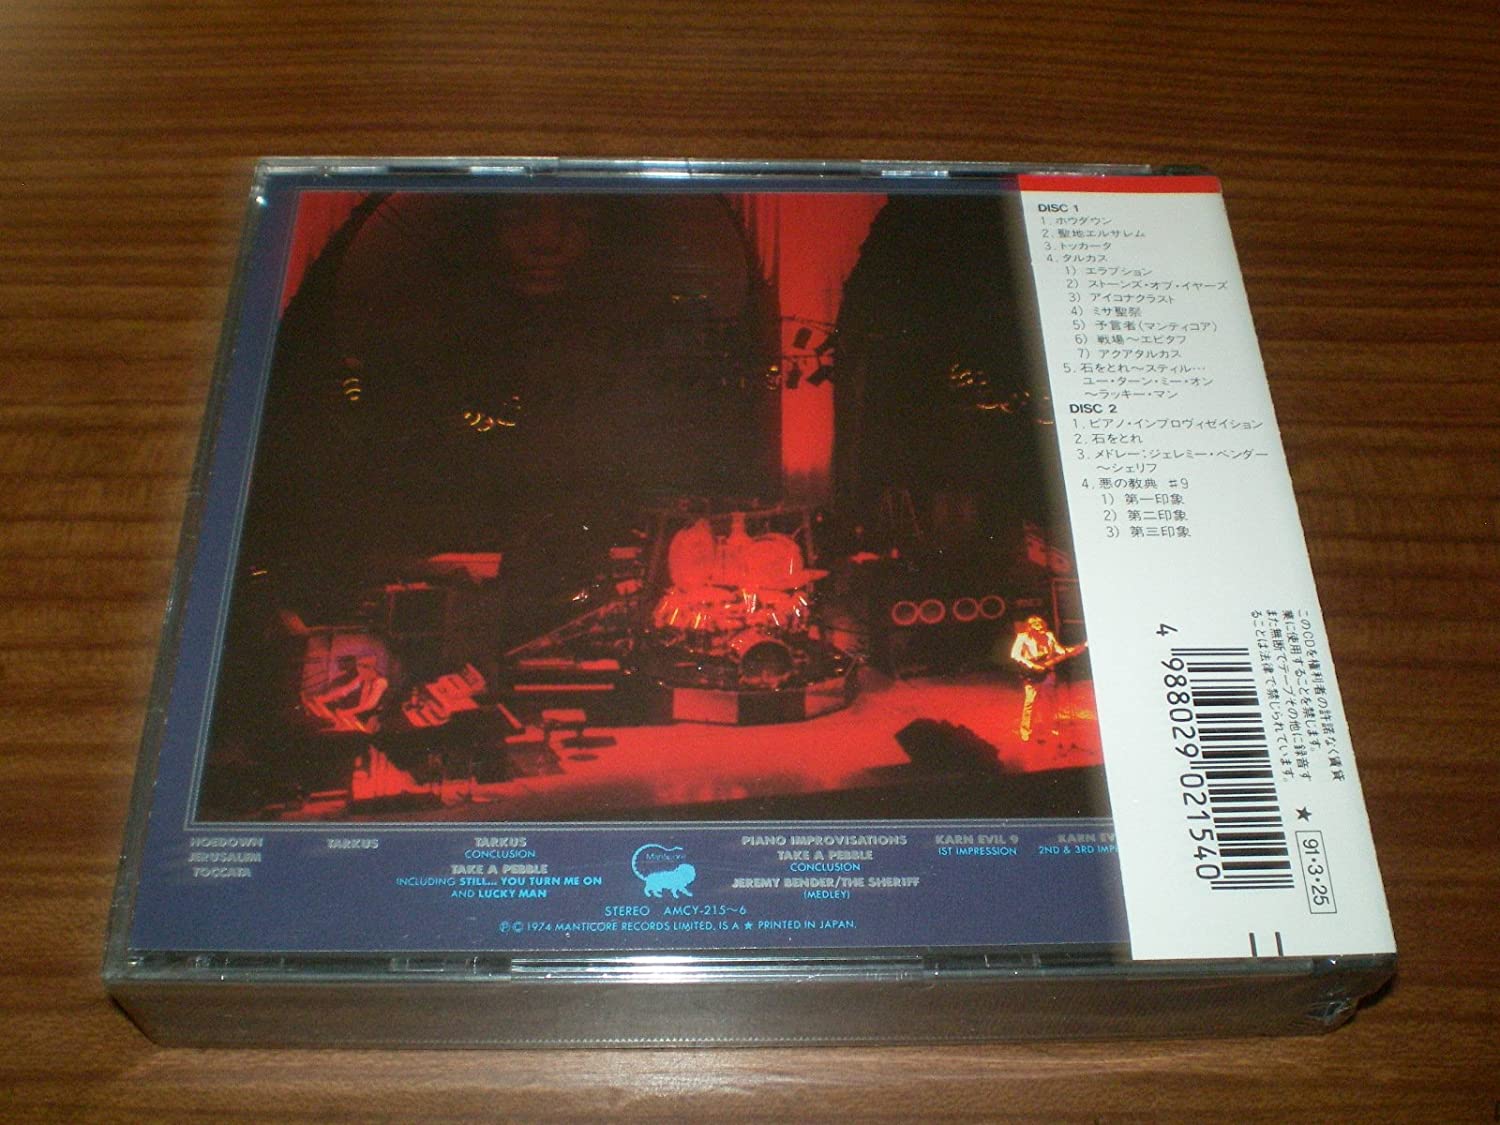 DISC 1
1. ホウダウン
2. 聖地エルサレム
3. トッカータ
4. タルカス
1) エラプション
2) ストーンズ・オブ・イヤーズ
3) アイコナクラスト
4) ミサ聖祭
5) 予言者(マンティコア)
6) 戦場〜エピタフ
7) アクアタルカス
5. 石をとれ〜スティル…
ユー・ターン・ミー・オン
〜ラッキー・マン
DISC 2
1. ピアノ・インプロヴィゼイション
2. 石をとれ
3. メドレー:ジェレミー・ベンダー
〜シェリフ
4. 悪の教典 #9
1) 第一印象
2) 第二印象
3) 第三印象
このCDを権利者の許諾なく賃貸
業に使用することを禁じます。
また無断でテープその他に録音す
ることは法律で禁じられています。
★ 91・3・25
4 988029 021540
HOEDOWN
JERUSALEM
TOCCATA
TARKUS
TARKUS
CONCLUSION
TAKE A PEBBLE
INCLUDING STILL... YOU TURN ME ON
AND LUCKY MAN
Manticore
PIANO IMPROVISATIONS
TAKE A PEBBLE
CONCLUSION
JEREMY BENDER/THE SHERIFF
(MEDLEY)
KARN EVIL 9
1ST IMPRESSION
KARN EV
2ND & 3RD IMP
STEREO AMCY-215〜6
℗ © 1974 MANTICORE RECORDS LIMITED. IS A ★ PRINTED IN JAPAN.